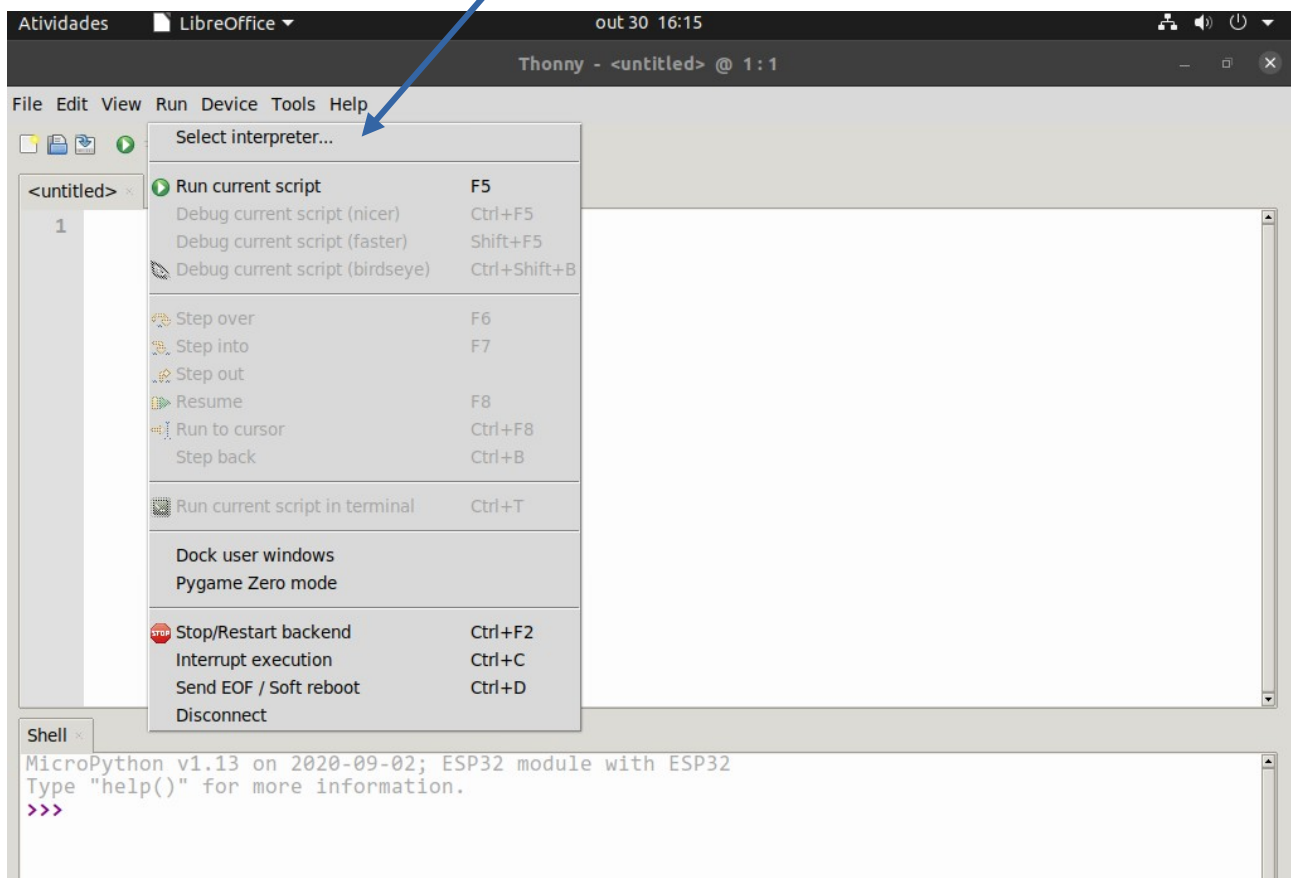 Atividades LibreOffice out 30 16:15
Thonny - <untitled> @ 1:1
File Edit View Run Device Tools Help
Select interpreter...
<untitled>
Run current script F5
1
Debug current script (nicer) Ctrl+F5
Debug current script (faster) Shift+F5
Debug current script (birdseye) Ctrl+Shift+B
Step over F6
Step into F7
Step out
Resume F8
Run to cursor Ctrl+F8
Step back Ctrl+B
Run current script in terminal Ctrl+T
Dock user windows
Pygame Zero mode
STOP Stop/Restart backend Ctrl+F2
Interrupt execution Ctrl+C
Send EOF / Soft reboot Ctrl+D
Disconnect
Shell
MicroPython v1.13 on 2020-09-02; ESP32 module with ESP32
Type "help()" for more information.
>>>